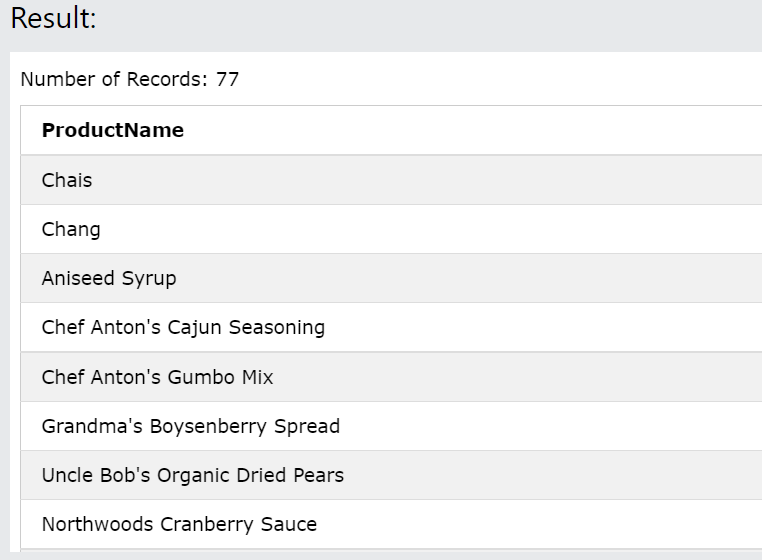 Result:
Number of Records: 77
ProductName
Chais
Chang
Aniseed Syrup
Chef Anton's Cajun Seasoning
Chef Anton's Gumbo Mix
Grandma's Boysenberry Spread
Uncle Bob's Organic Dried Pears
Northwoods Cranberry Sauce